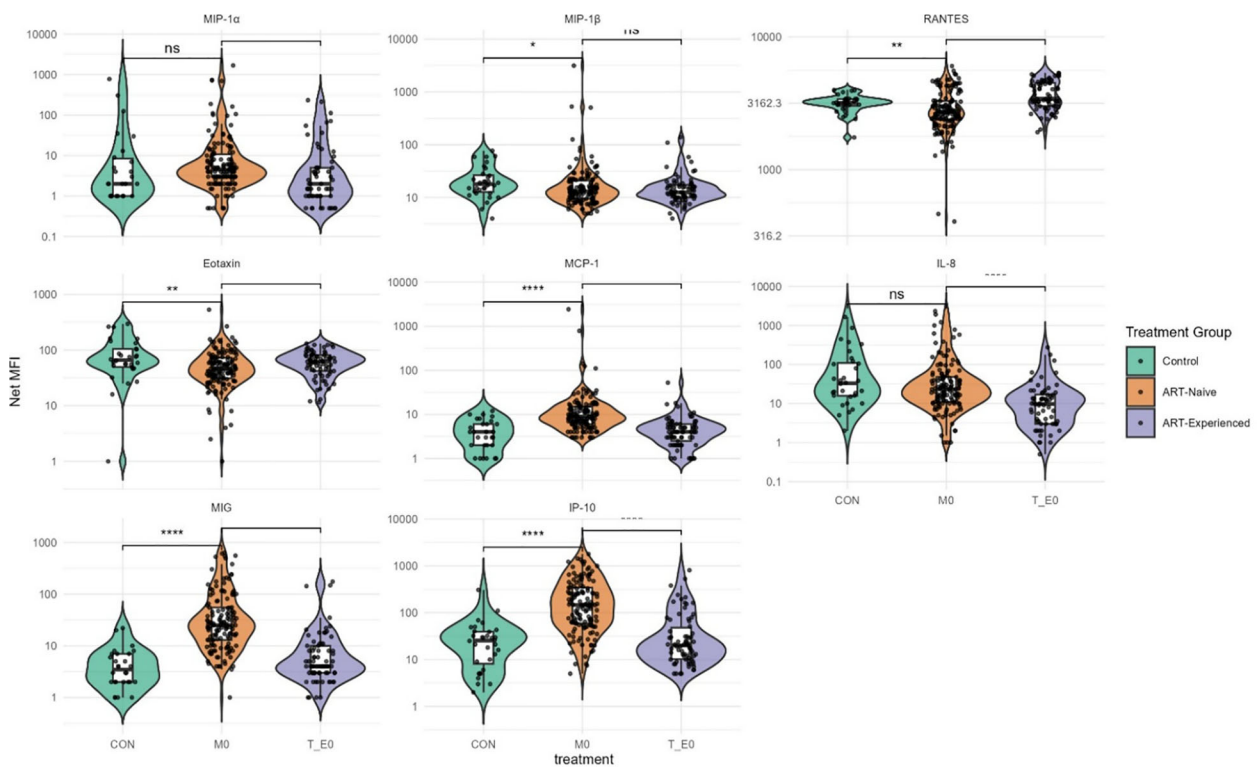 MIP-1α
10000
1000
100
10
1
0.1
ns
MIP-1β
10000
1000
100
10
*
ns
RANTES
10000
3162.3
1000
316.2
**
Eotaxin
1000
100
10
1
**
MCP-1
10000
1000
100
10
1
****
IL-8
10000
1000
100
10
1
0.1
ns
CON
M0
T_E0
MIG
1000
100
10
1
****
CON
M0
T_E0
IP-10
10000
1000
100
10
1
****
CON
M0
T_E0
Net MFI
treatment
Treatment Group
Control
ART-Naive
ART-Experienced